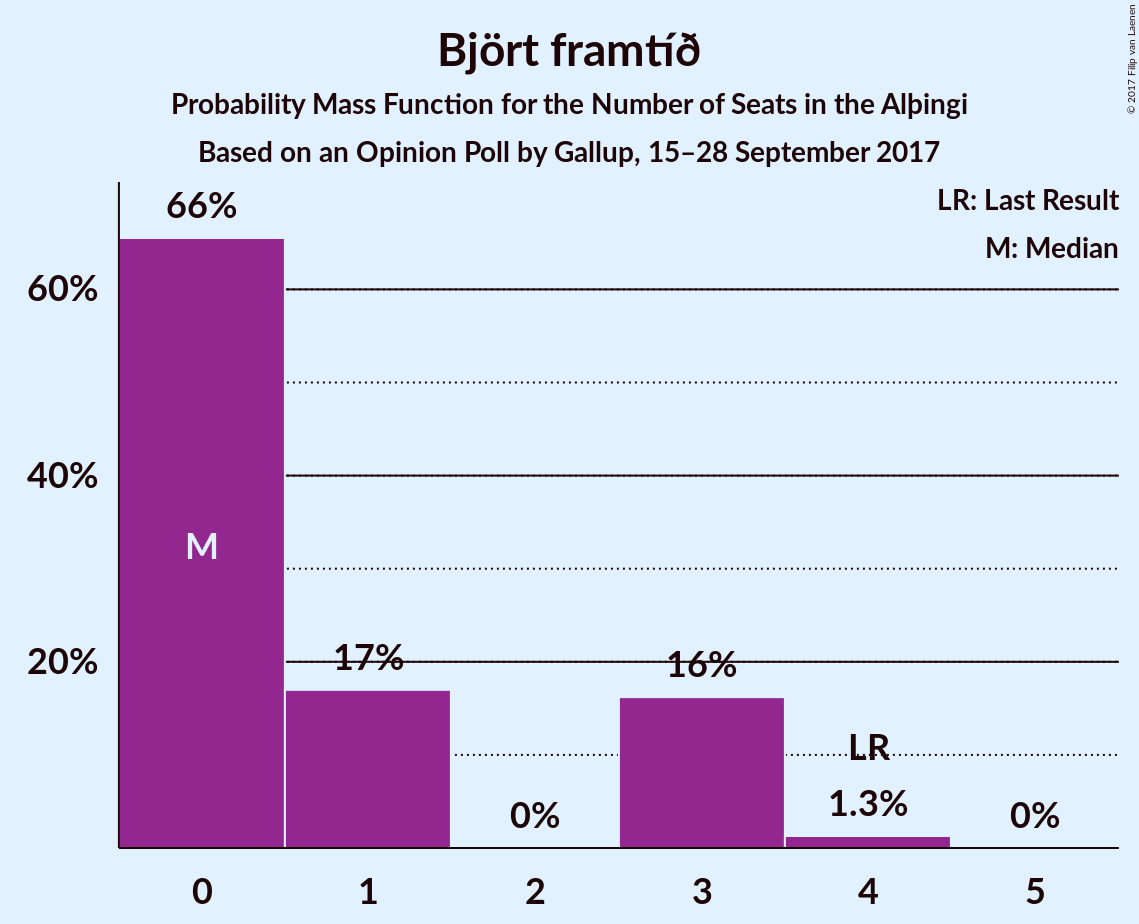 Björt framtíð
Probability Mass Function for the Number of Seats in the Alþingi
Based on an Opinion Poll by Gallup, 15–28 September 2017
© 2017 Filip van Laenen
LR: Last Result
M: Median
66%
60%
40%
20%
M
17%
0%
16%
LR
1.3%
0%
0 1 2 3 4 5